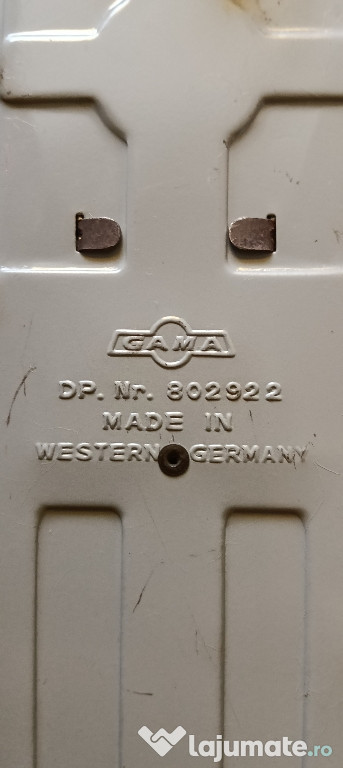 GAMA
DP. Nr. 802922
MADE IN
WESTERN GERMANY
lajumate.ro